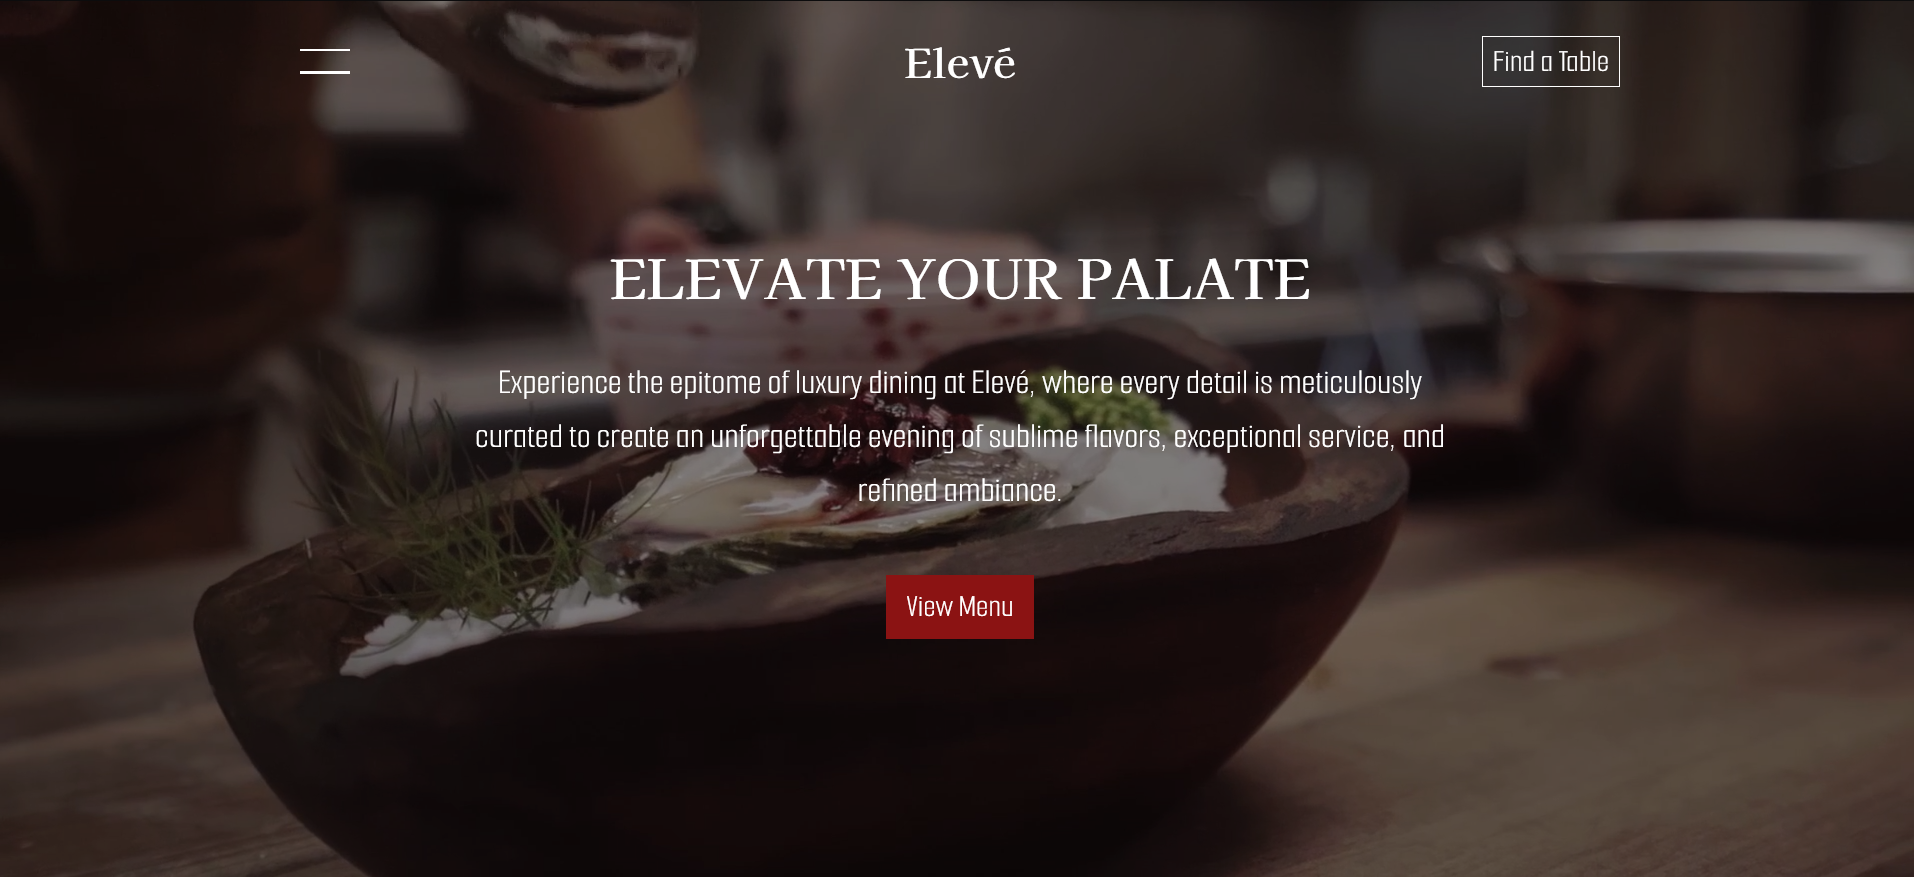 Elevé
Find a Table
ELEVATE YOUR PALATE
Experience the epitome of luxury dining at Elevé, where every detail is meticulously
curated to create an unforgettable evening of sublime flavors, exceptional service, and
refined ambiance.
View Menu